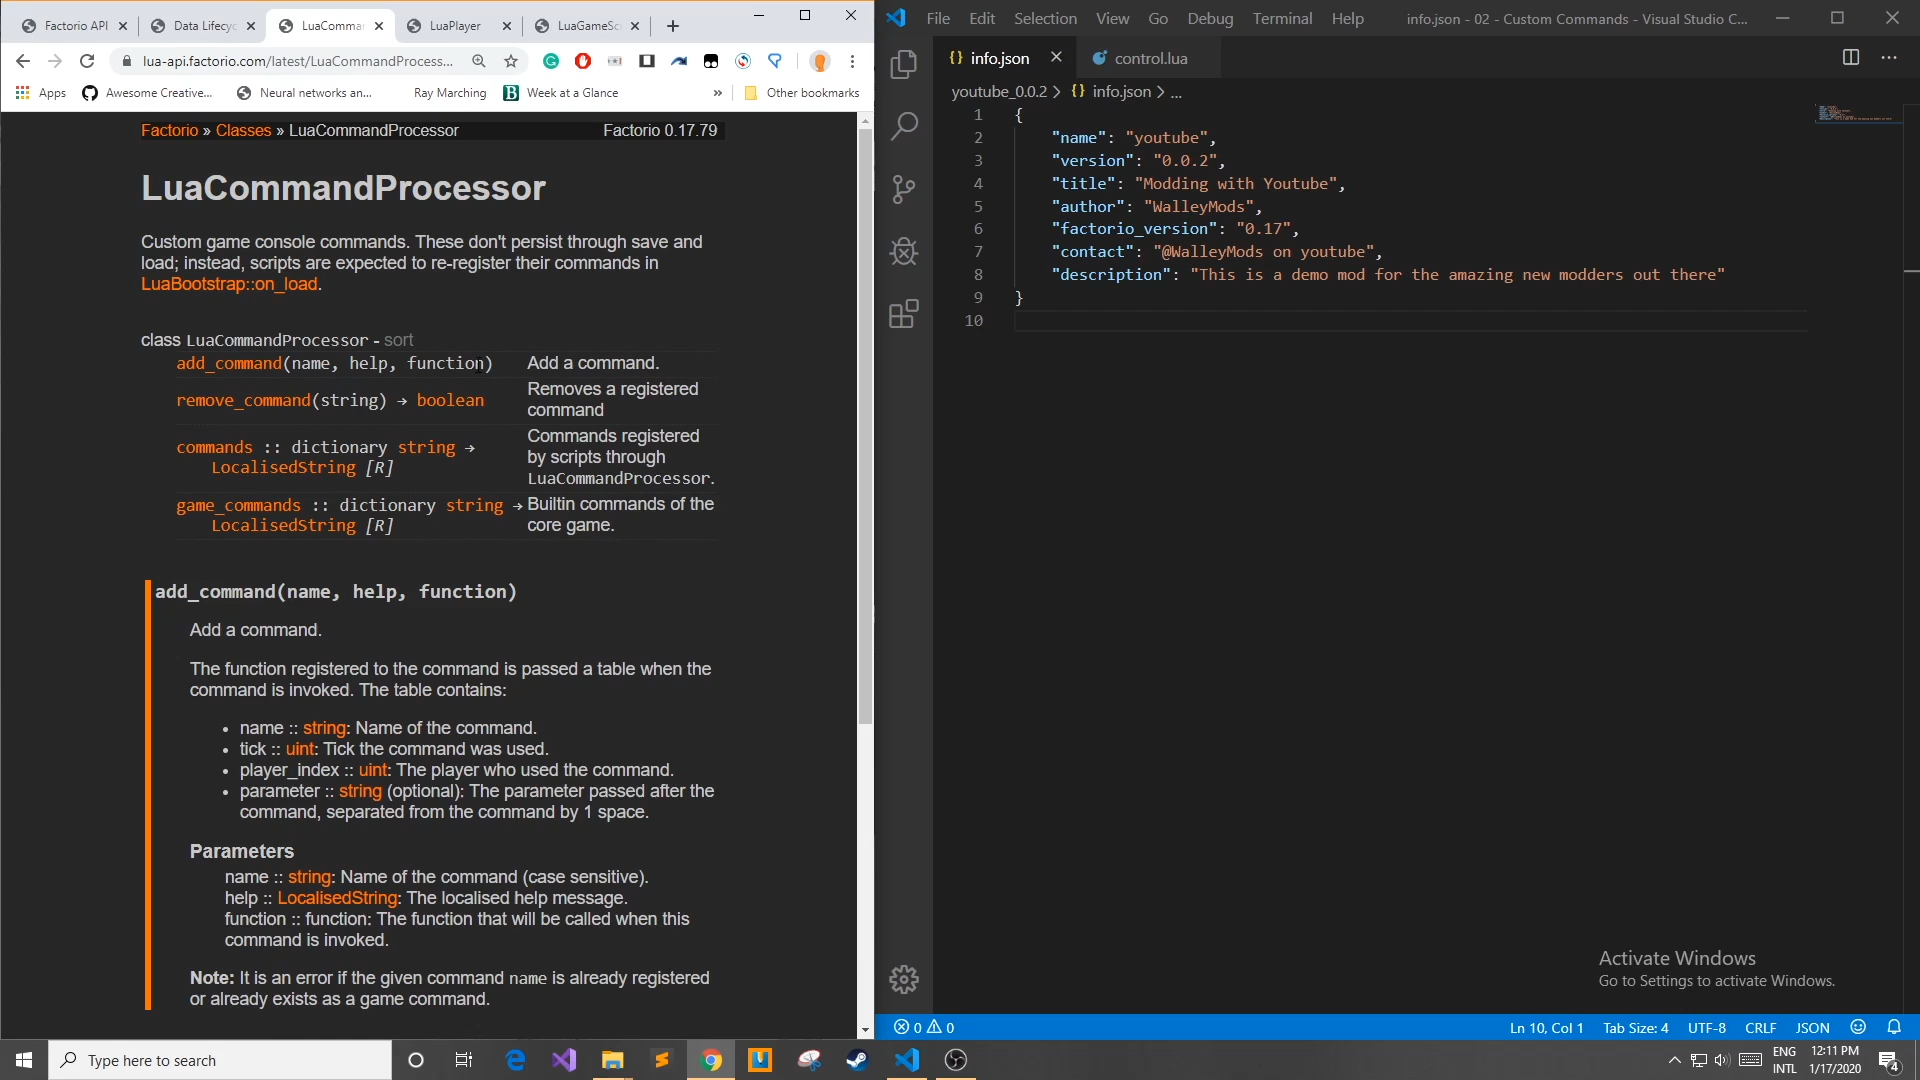 Factorio API
Data Lifecyc
LuaComma
LuaPlayer
LuaGameSc
lua-api.factorio.com/latest/LuaCommandProcess...
Apps
Awesome Creative...
Neural networks an...
Ray Marching
Week at a Glance
»
Other bookmarks
Factorio » Classes » LuaCommandProcessor
Factorio 0.17.79
LuaCommandProcessor
Custom game console commands. These don't persist through save and
load; instead, scripts are expected to re-register their commands in
LuaBootstrap::on_load.
class LuaCommandProcessor - sort
add_command(name, help, function)
Add a command.
remove_command(string) → boolean
Removes a registered
command
commands :: dictionary string →
LocalisedString [R]
Commands registered
by scripts through
LuaCommandProcessor.
game_commands :: dictionary string →
LocalisedString [R]
Builtin commands of the
core game.
add_command(name, help, function)
Add a command.
The function registered to the command is passed a table when the
command is invoked. The table contains:
• name :: string: Name of the command.
• tick :: uint: Tick the command was used.
• player_index :: uint: The player who used the command.
• parameter :: string (optional): The parameter passed after the
command, separated from the command by 1 space.
Parameters
name :: string: Name of the command (case sensitive).
help :: LocalisedString: The localised help message.
function :: function: The function that will be called when this
command is invoked.
Note: It is an error if the given command name is already registered
or already exists as a game command.
File Edit Selection View Go Debug Terminal Help
info.json - 02 - Custom Commands - Visual Studio C...
{} info.json
control.lua
youtube_0.0.2 > {} info.json > ...
1 {
2 "name": "youtube",
3 "version": "0.0.2",
4 "title": "Modding with Youtube",
5 "author": "WalleyMods",
6 "factorio_version": "0.17",
7 "contact": "@WalleyMods on youtube",
8 "description": "This is a demo mod for the amazing new modders out there"
9 }
10
Activate Windows
Go to Settings to activate Windows.
0 0
Ln 10, Col 1
Tab Size: 4
UTF-8
CRLF
JSON
Type here to search
ENG
INTL
12:11 PM
1/17/2020
4